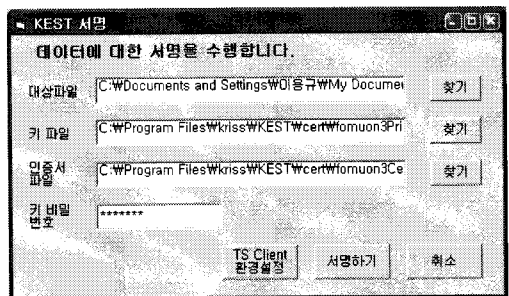 KEST 서명
데이터에 대한 서명을 수행합니다.
대상파일 C:₩Documents and Settings₩이용규₩My Documen 찾기
키 파일 C:₩Program Files₩kriss₩KEST₩cert₩fomuon3Pri 찾기
인증서
파일 C:₩Program Files₩kriss₩KEST₩cert₩fomuon3Ce 찾기
키 비밀
번호 *******
TS Client
환경설정 서명하기 취소